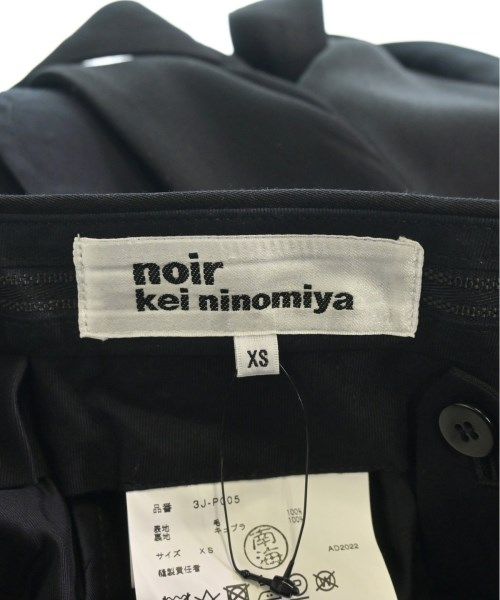 noir
kei ninomiya
XS
品番 3J-P005
表地 毛 100%
裏地 キュプラ 100%
サイズ XS AD2022
縫製責任者
南海